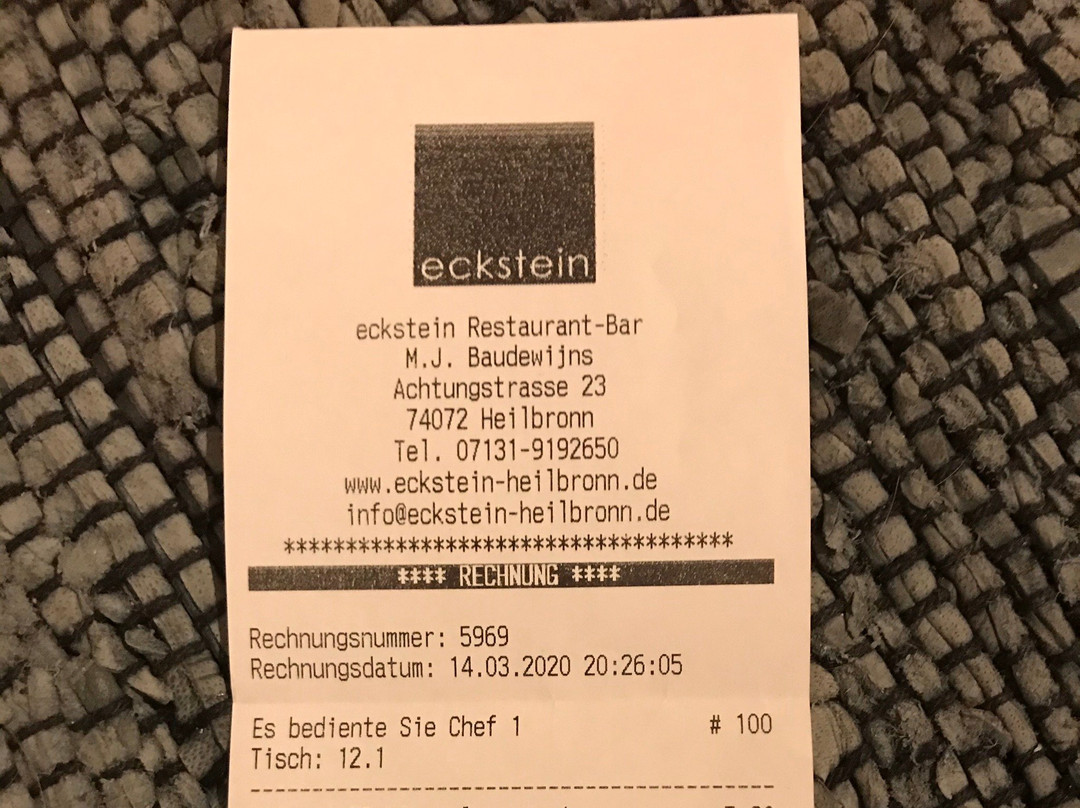 eckstein
eckstein Restaurant-Bar
M.J. Baudewijns
Achtungstrasse 23
74072 Heilbronn
Tel. 07131-9192650
www.eckstein-heilbronn.de
info@eckstein-heilbronn.de
************************************
**** RECHNUNG ****
Rechnungsnummer: 5969
Rechnungsdatum: 14.03.2020 20:26:05
Es bediente Sie Chef 1 # 100
Tisch: 12.1